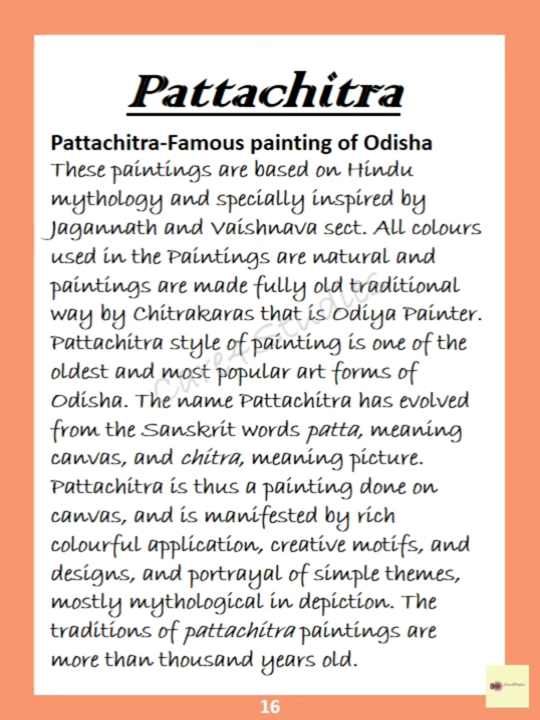 Pattachitra
Pattachitra-Famous painting of Odisha
These paintings are based on Hindu
mythology and specially inspired by
Jagannath and Vaishnava sect. All colours
used in the Paintings are natural and
paintings are made fully old traditional
way by Chitrakaras that is Odiya Painter.
Pattachitra style of painting is one of the
oldest and most popular art forms of
Odisha. The name Pattachitra has evolved
from the Sanskrit words patta, meaning
canvas, and chitra, meaning picture.
Pattachitra is thus a painting done on
canvas, and is manifested by rich
colourful application, creative motifs, and
designs, and portrayal of simple themes,
mostly mythological in depiction. The
traditions of pattachitra paintings are
more than thousand years old.
Care4Studies
16